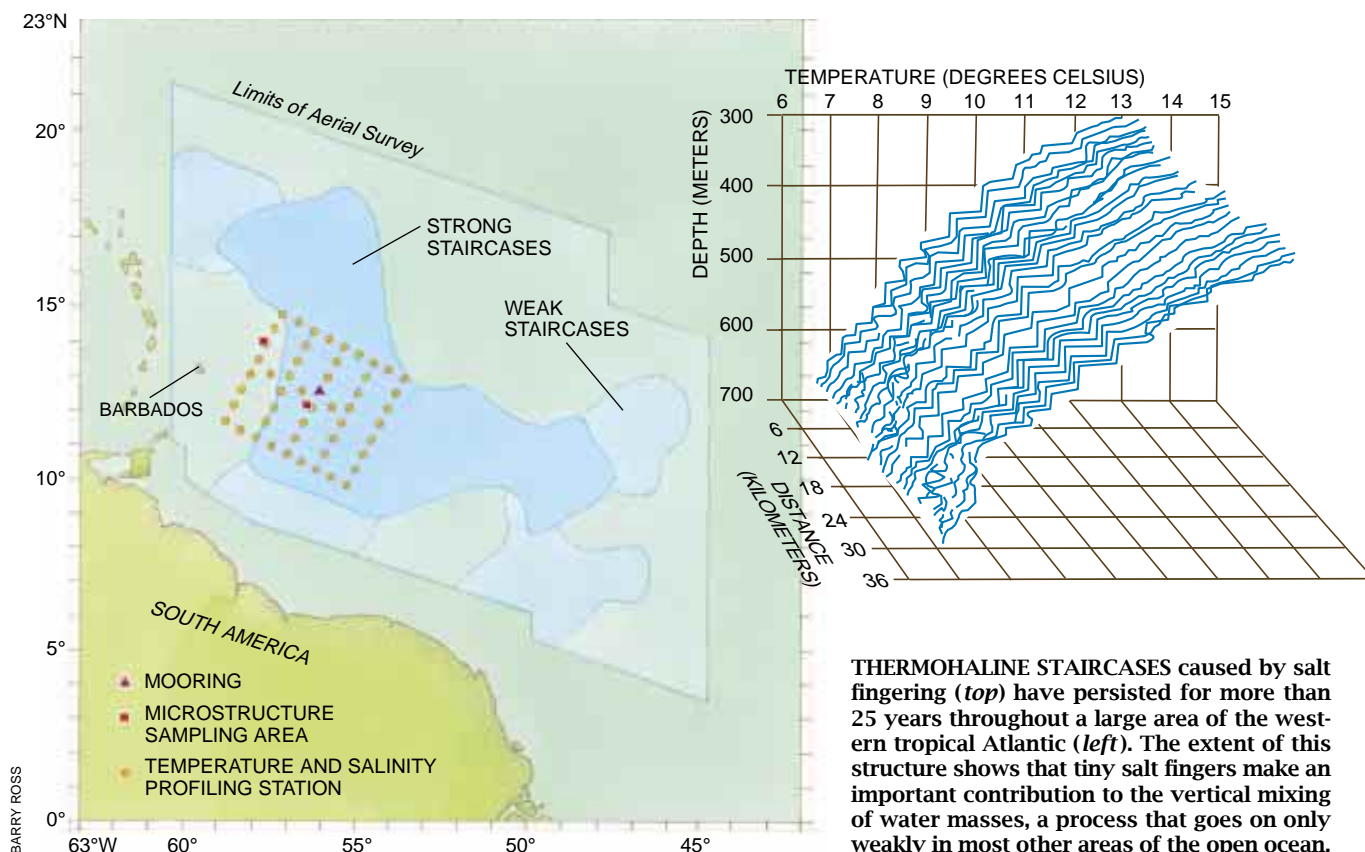 23°N
20°
15°
10°
5°
0°
63°W 60° 55° 50° 45°
Limits of Aerial Survey
STRONG
STAIRCASES
WEAK
STAIRCASES
BARBADOS
SOUTH AMERICA
MOORING
MICROSTRUCTURE
SAMPLING AREA
TEMPERATURE AND SALINITY
PROFILING STATION
BARRY ROSS
TEMPERATURE (DEGREES CELSIUS)
6 7 8 9 10 11 12 13 14 15
DEPTH (METERS)
300
400
500
600
700
6
12
18
24
30
36
DISTANCE
(KILOMETERS)
THERMOHALINE STAIRCASES caused by salt
fingering (top) have persisted for more than
25 years throughout a large area of the west-
ern tropical Atlantic (left). The extent of this
structure shows that tiny salt fingers make an
important contribution to the vertical mixing
of water masses, a process that goes on only
weakly in most other areas of the open ocean.